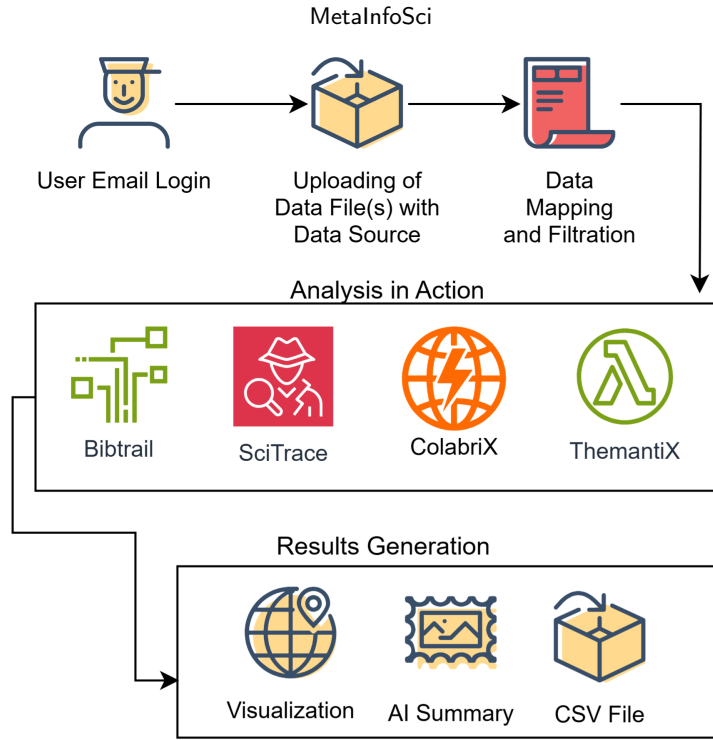 MetaInfoSci
User Email Login
Uploading of
Data File(s) with
Data Source
Data
Mapping
and Filtration
Analysis in Action
Bibtrail
SciTrace
ColabriX
ThemantiX
Results Generation
Visualization
AI Summary
CSV File